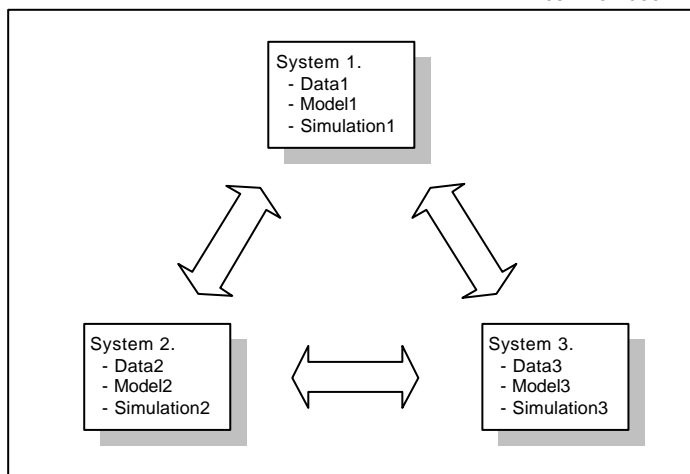 System 1.
- Data1
- Model1
- Simulation1
System 2.
- Data2
- Model2
- Simulation2
System 3.
- Data3
- Model3
- Simulation3